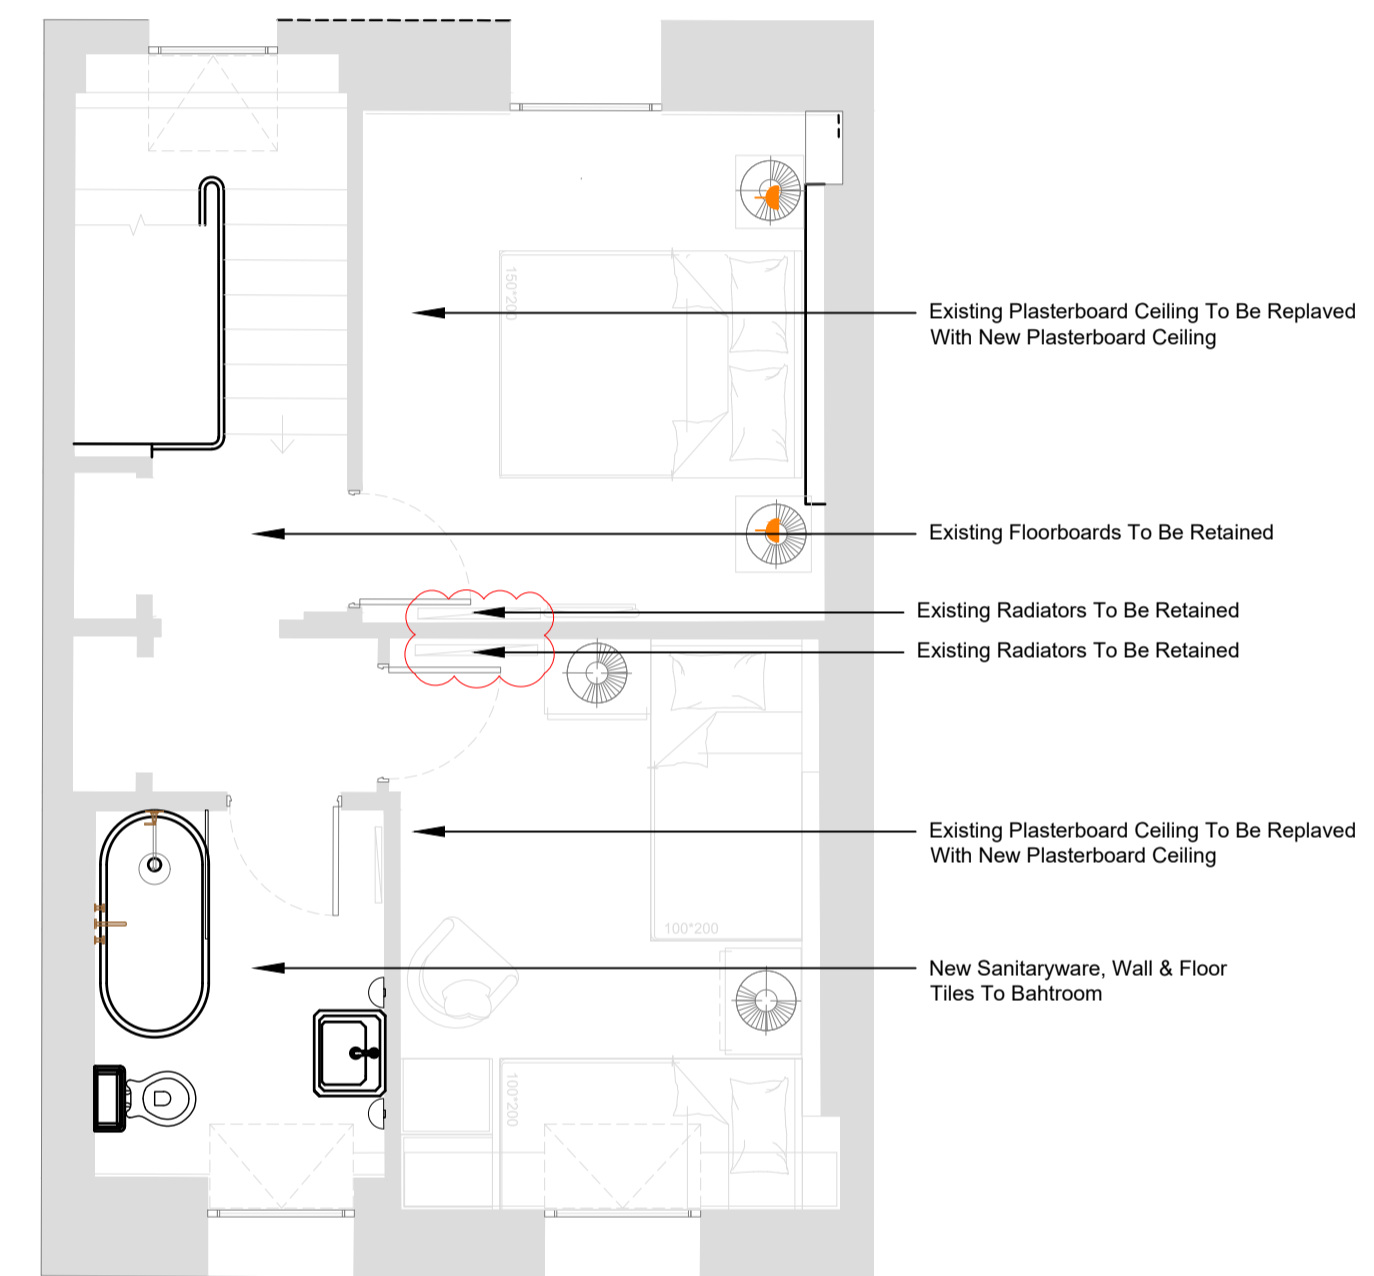 150*200
Existing Plasterboard Ceiling To Be Replaved
With New Plasterboard Ceiling
Existing Floorboards To Be Retained
Existing Radiators To Be Retained
Existing Radiators To Be Retained
Existing Plasterboard Ceiling To Be Replaved
With New Plasterboard Ceiling
100*200
New Sanitaryware, Wall & Floor
Tiles To Bahtroom
100*200